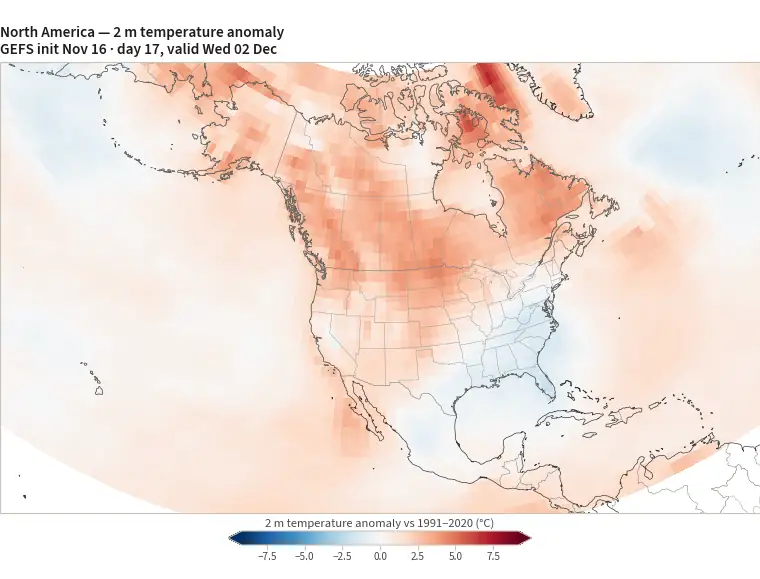 North America — 2 m temperature anomaly
GEFS init Nov 16 · day 17, valid Wed 02 Dec
2 m temperature anomaly vs 1991–2020 (°C)
−7.5 −5.0 −2.5 0.0 2.5 5.0 7.5